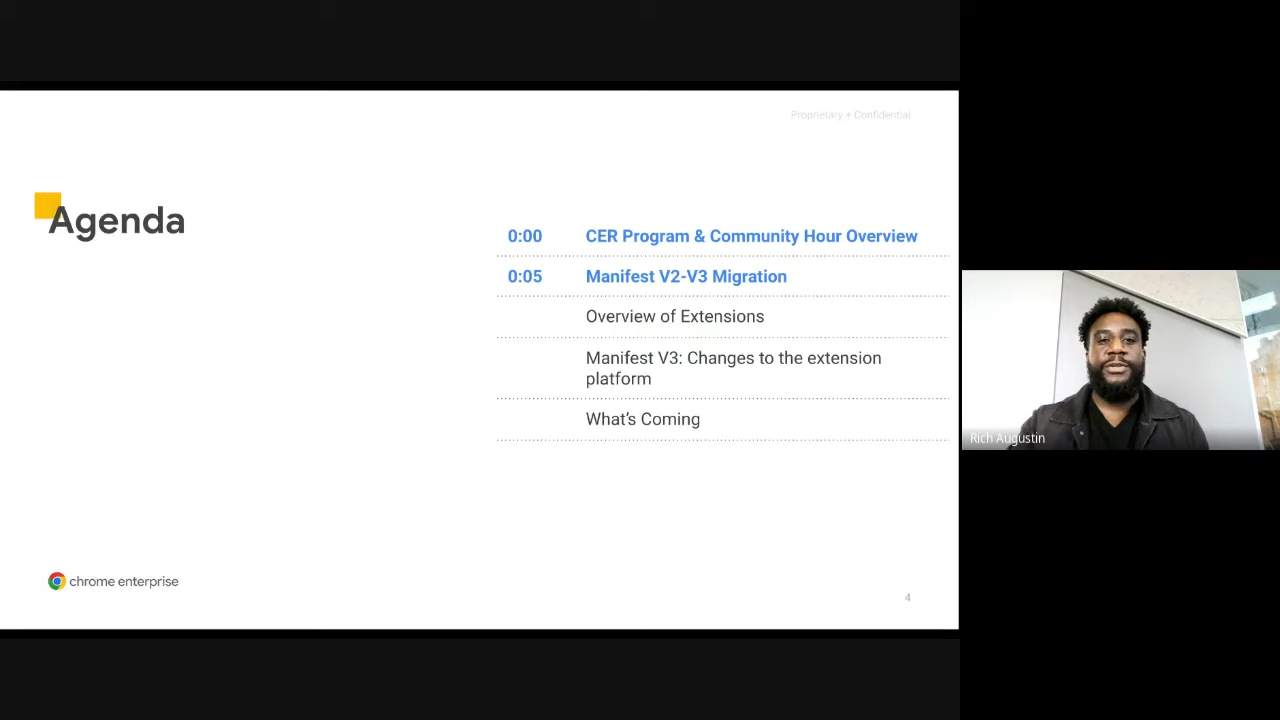 Proprietary + Confidential
Agenda
0:00 CER Program & Community Hour Overview
0:05 Manifest V2-V3 Migration
Overview of Extensions
Manifest V3: Changes to the extension
platform
What's Coming
chrome enterprise
4
Rich Augustin